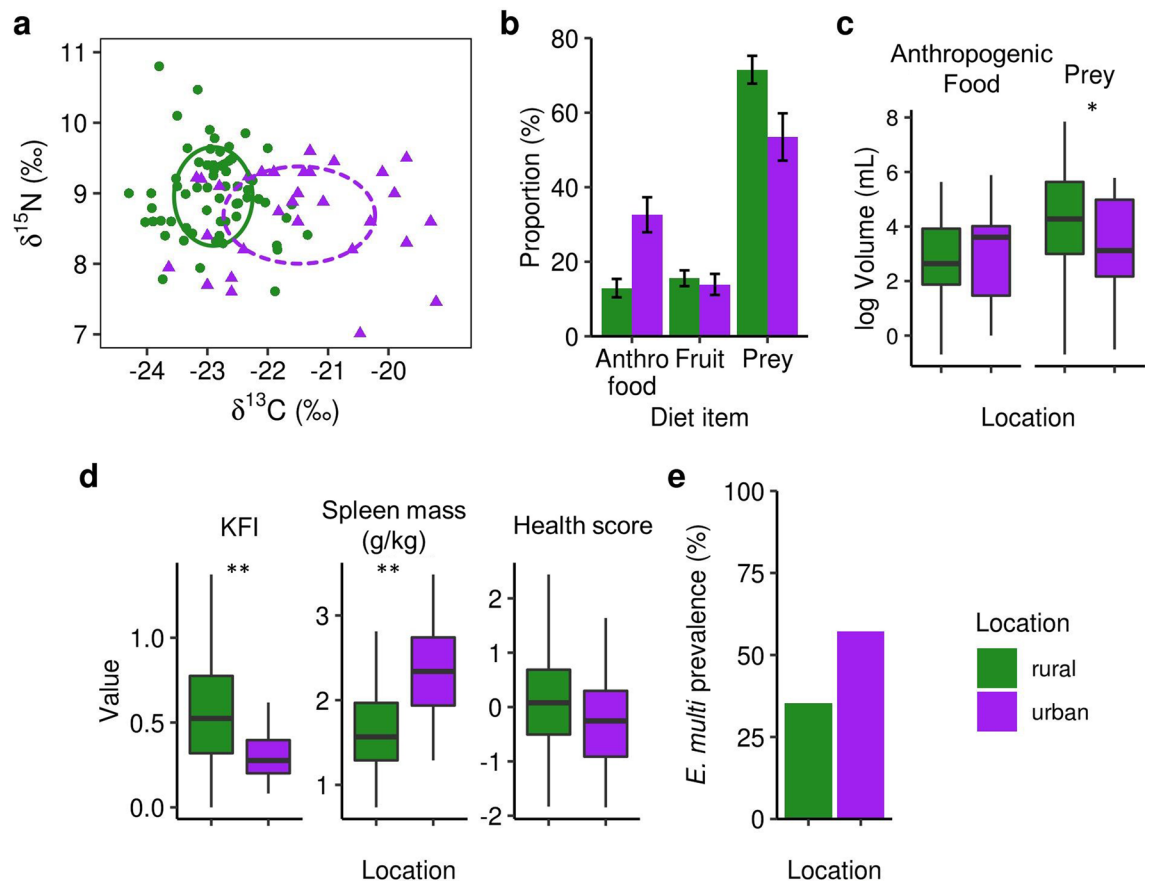 a
11
10
9
8
7
δ15N (‰)
-24 -23 -22 -21 -20
δ13C (‰)
b
80
60
40
20
0
Proportion (%)
Anthro Fruit Prey
food
Diet item
c
Anthropogenic
Food
Prey
*
8
6
4
2
0
log Volume (mL)
Location
d
KFI
**
1.0
0.5
0.0
Value
Spleen mass
(g/kg)
**
3
2
1
Health score
2
1
0
-1
-2
Location
e
100
75
50
25
0
E. multi prevalence (%)
Location
Location
rural
urban